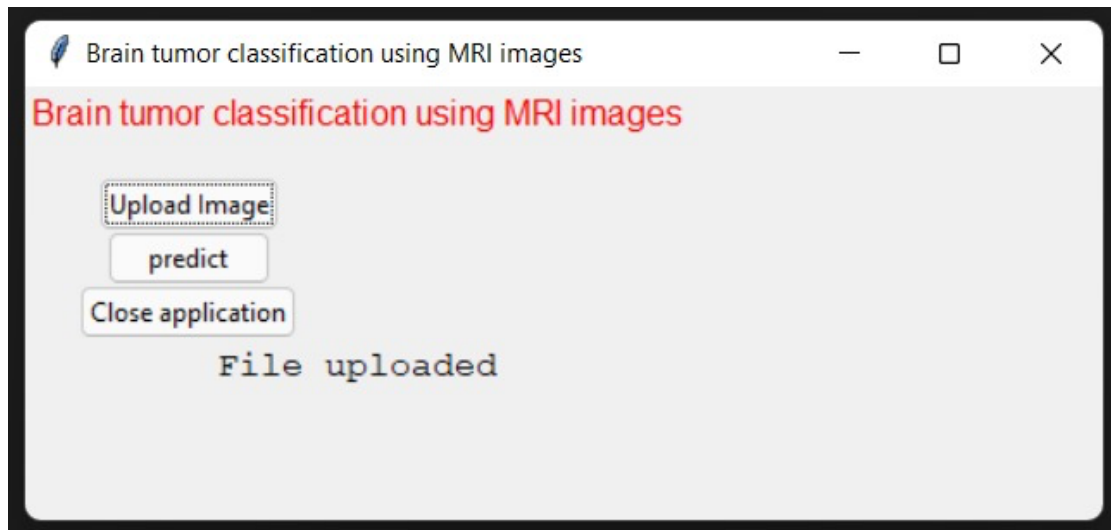 Brain tumor classification using MRI images
Brain tumor classification using MRI images
Upload Image
predict
Close application
File uploaded